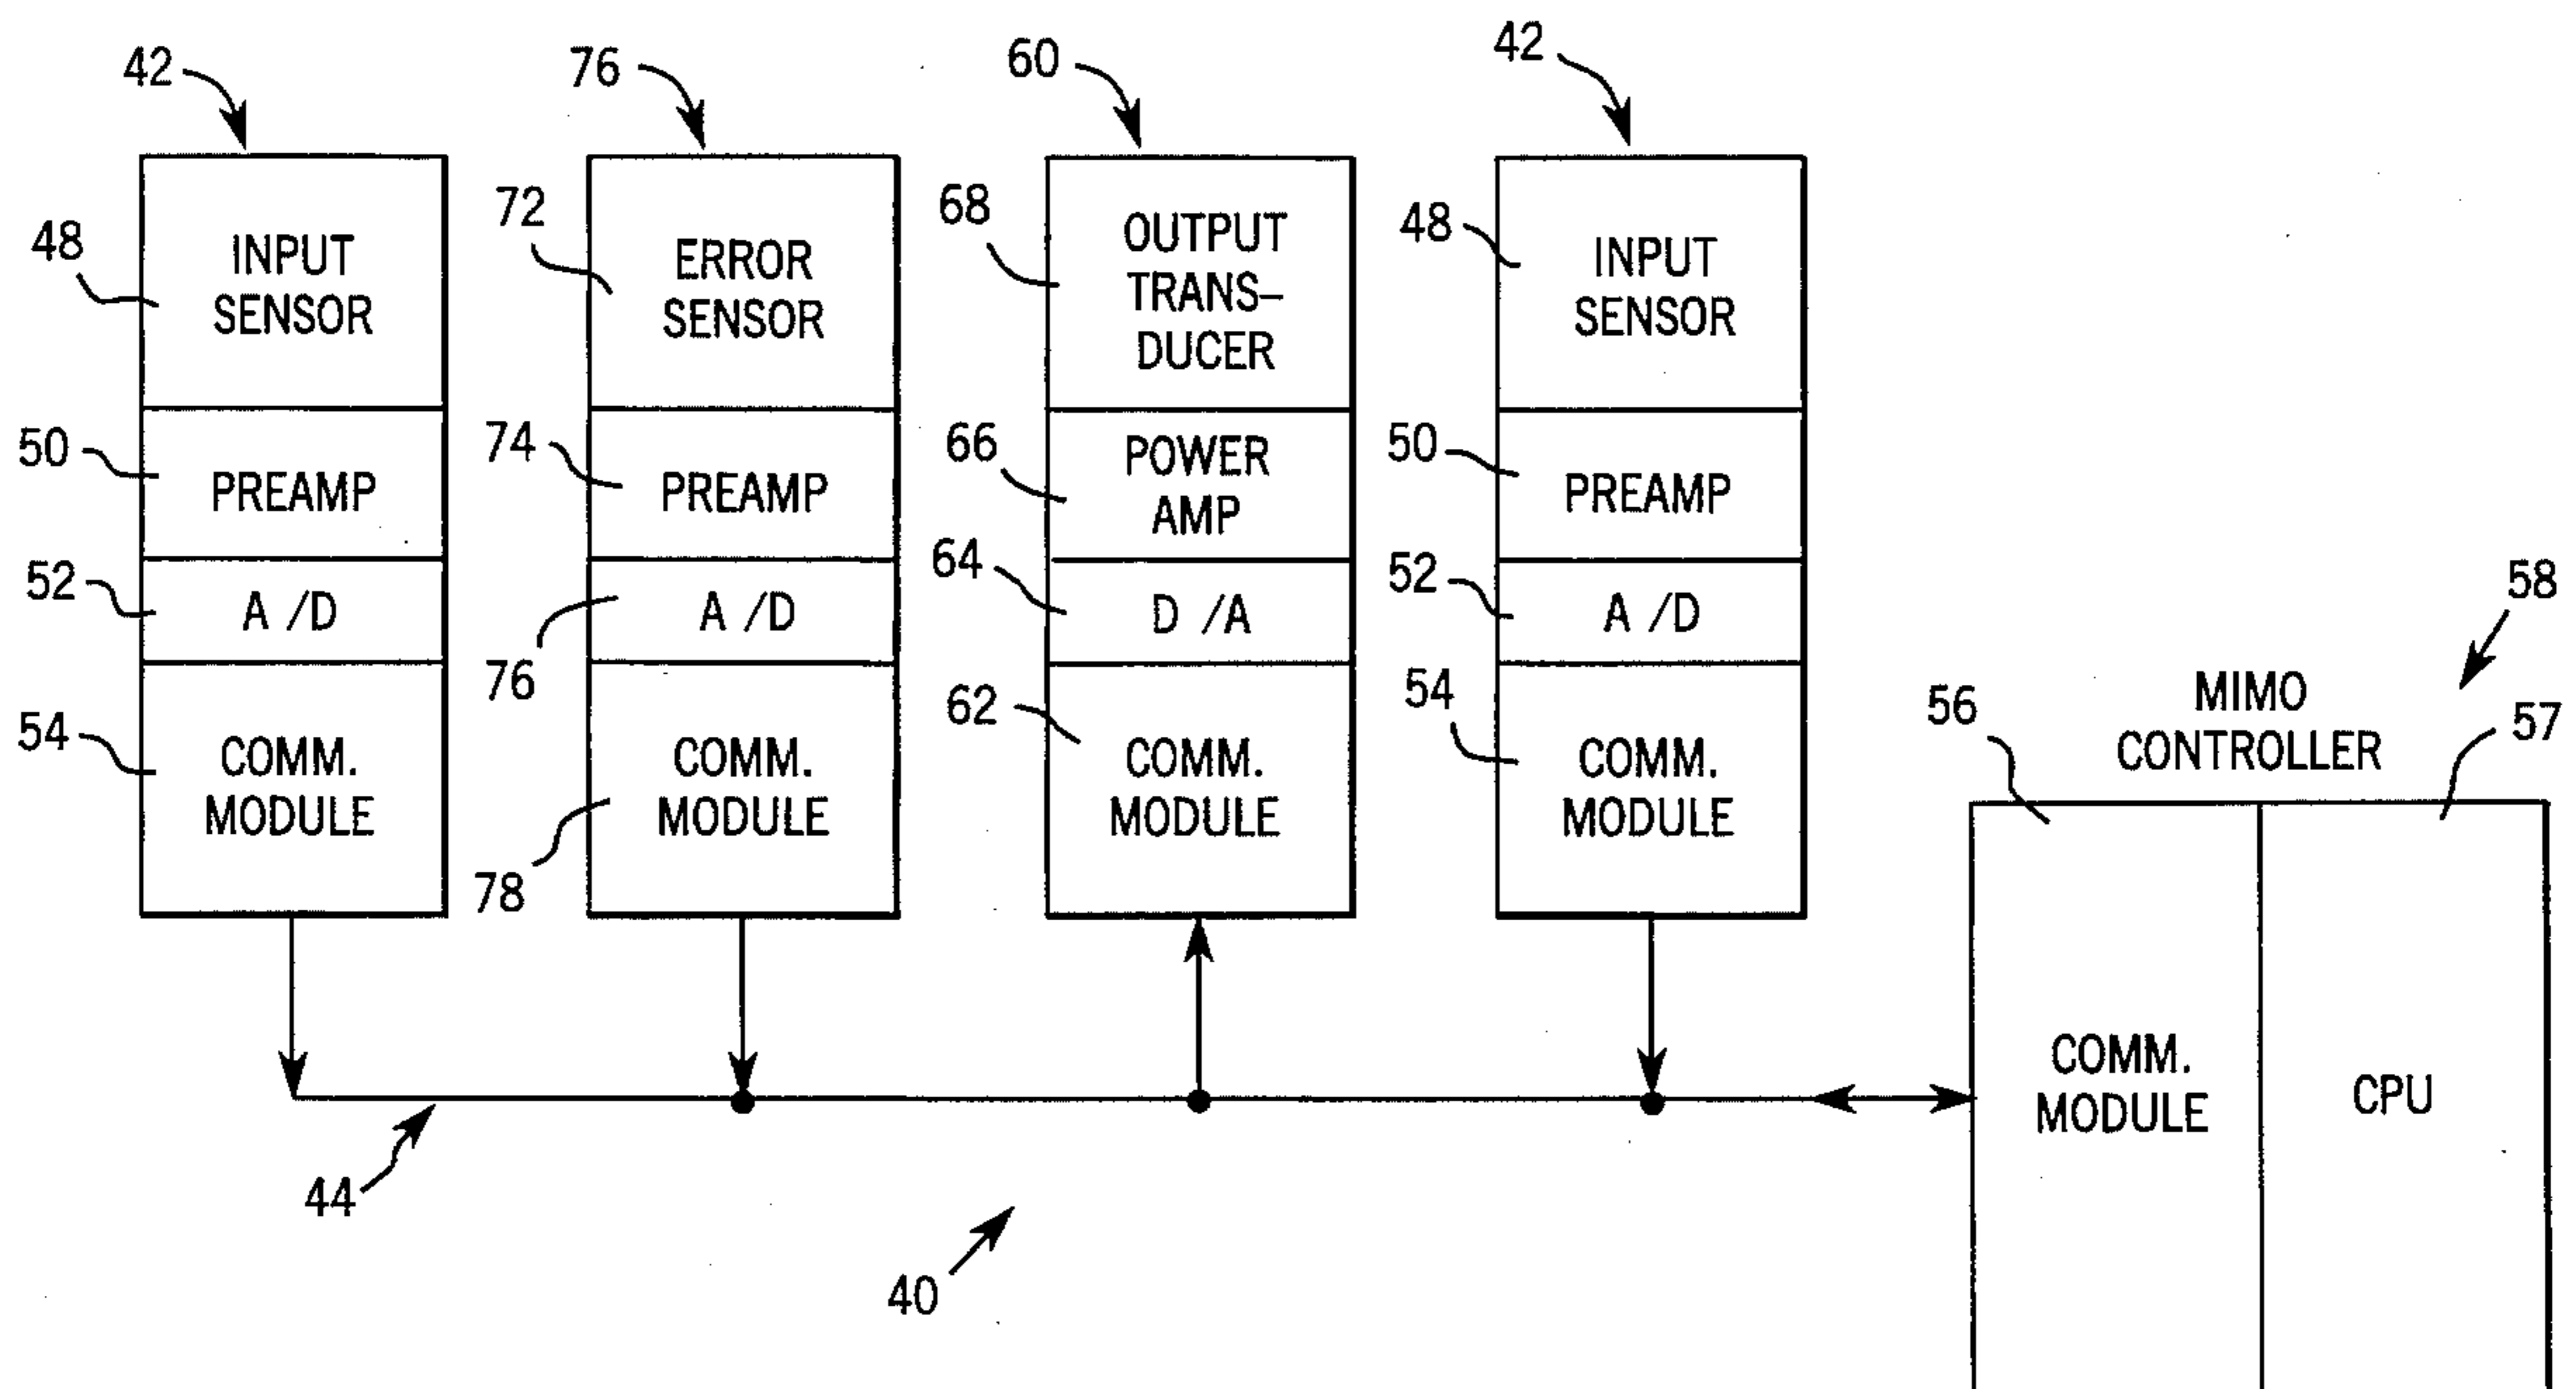 42
76
60
42
48
INPUT
SENSOR
50
PREAMP
52
A /D
54
COMM.
MODULE
72
ERROR
SENSOR
74
PREAMP
76
A /D
78
COMM.
MODULE
68
OUTPUT
TRANS–
DUCER
66
POWER
AMP
64
D /A
62
COMM.
MODULE
48
INPUT
SENSOR
50
PREAMP
52
A /D
54
COMM.
MODULE
58
MIMO
CONTROLLER
56
57
COMM.
MODULE
CPU
44
40